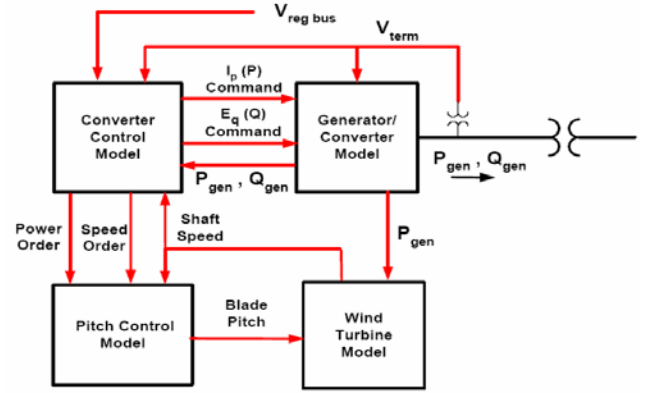 V reg bus
V term
I p (P)
Command
E q (Q)
Command
Converter
Control
Model
Generator/
Converter
Model
P gen , Q gen
P gen , Q gen
Power
Order
Speed
Order
Shaft
Speed
P gen
Pitch Control
Model
Blade
Pitch
Wind
Turbine
Model